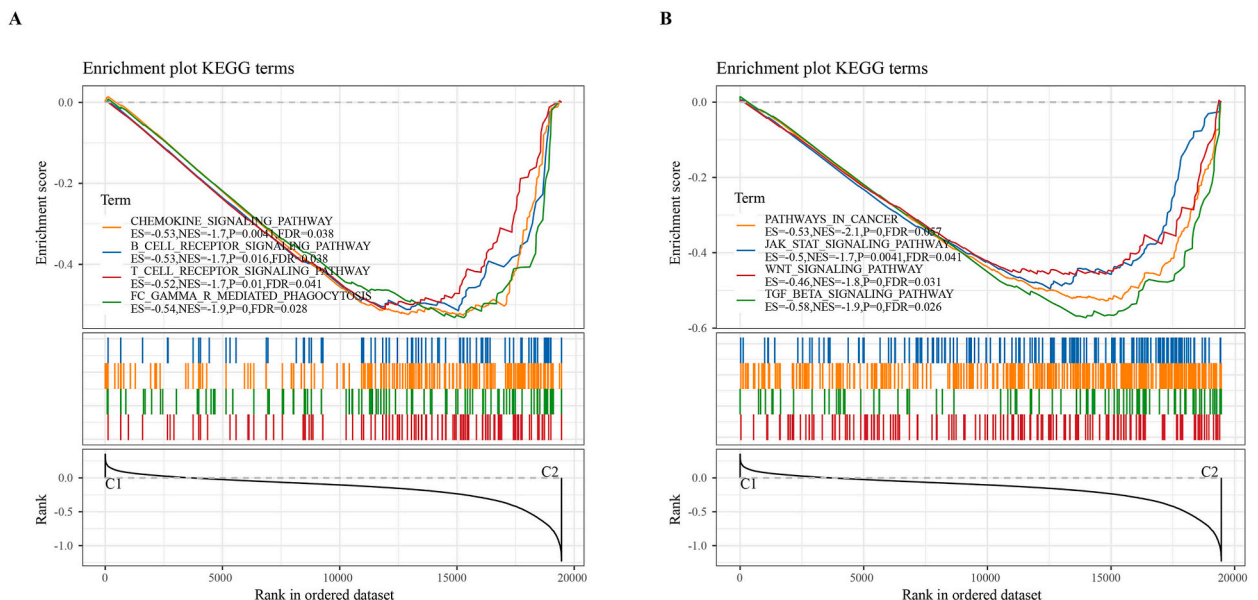 A
Enrichment plot KEGG terms
0.0
-0.2
-0.4
Enrichment score
Term
CHEMOKINE_SIGNALING_PATHWAY
ES=-0.53,NES=-1.7,P=0.0041,FDR=0.038
B_CELL_RECEPTOR_SIGNALING_PATHWAY
ES=-0.53,NES=-1.7,P=0.016,FDR=0.038
T_CELL_RECEPTOR_SIGNALING_PATHWAY
ES=-0.52,NES=-1.7,P=0.01,FDR=0.041
FC_GAMMA_R_MEDIATED_PHAGOCYTOSIS
ES=-0.54,NES=-1.9,P=0,FDR=0.028
0.0
-0.5
-1.0
Rank
C1
C2
0
5000
10000
15000
20000
Rank in ordered dataset
B
Enrichment plot KEGG terms
0.0
-0.2
-0.4
-0.6
Enrichment score
Term
PATHWAYS_IN_CANCER
ES=-0.53,NES=-2.1,P=0,FDR=0.057
JAK_STAT_SIGNALING_PATHWAY
ES=-0.5,NES=-1.7,P=0.0041,FDR=0.041
WNT_SIGNALING_PATHWAY
ES=-0.46,NES=-1.8,P=0,FDR=0.031
TGF_BETA_SIGNALING_PATHWAY
ES=-0.58,NES=-1.9,P=0,FDR=0.026
0.0
-0.5
-1.0
Rank
C1
C2
0
5000
10000
15000
20000
Rank in ordered dataset